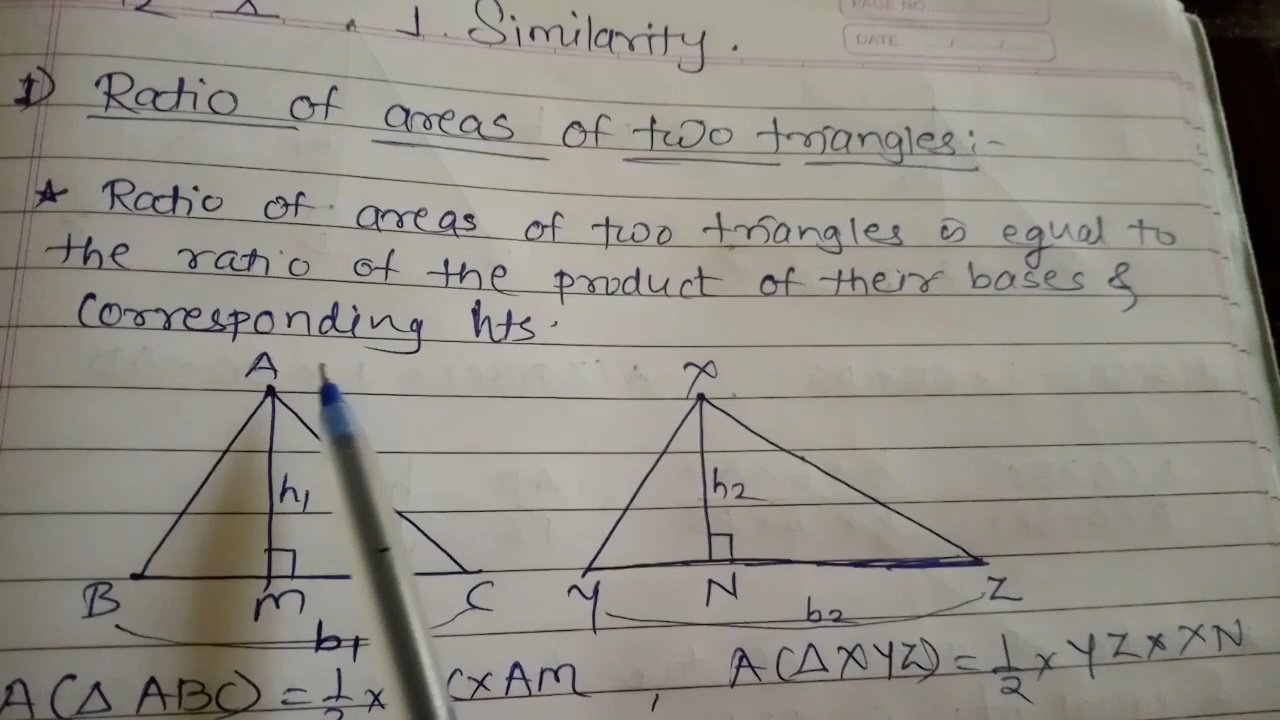 1. Similarity.
PAGE NO
DATE / /
1) Ratio of areas of two triangles:-
* Ratio of areas of two triangles is equal to
the ratio of the product of their bases &
corresponding hts.
A X
h1 h2
B M C Y N Z
b1 b2
A(△ABC) = 1/2 × C × AM , A(△XYZ) = 1/2 × YZ × XN